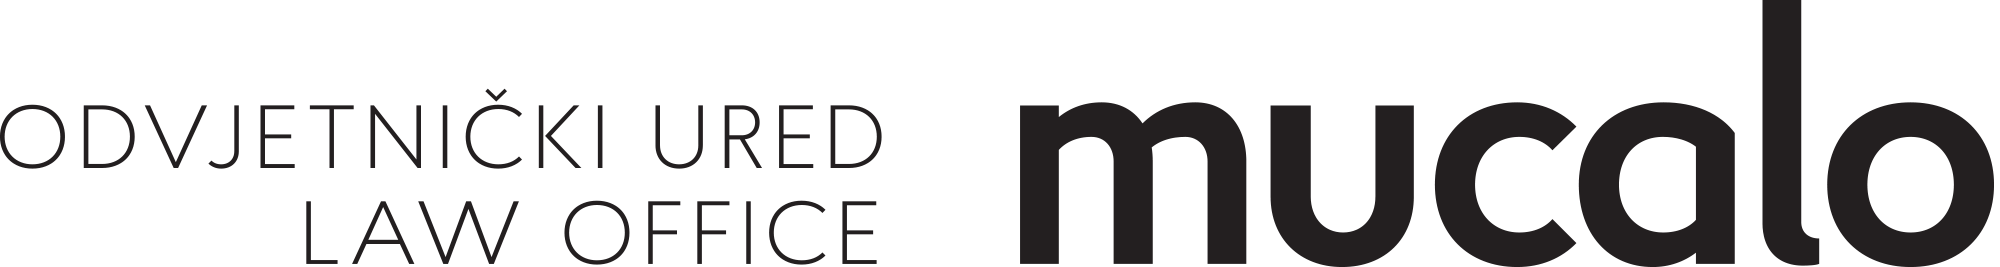 ODVJETNIČKI URED
LAW OFFICE
mucalo